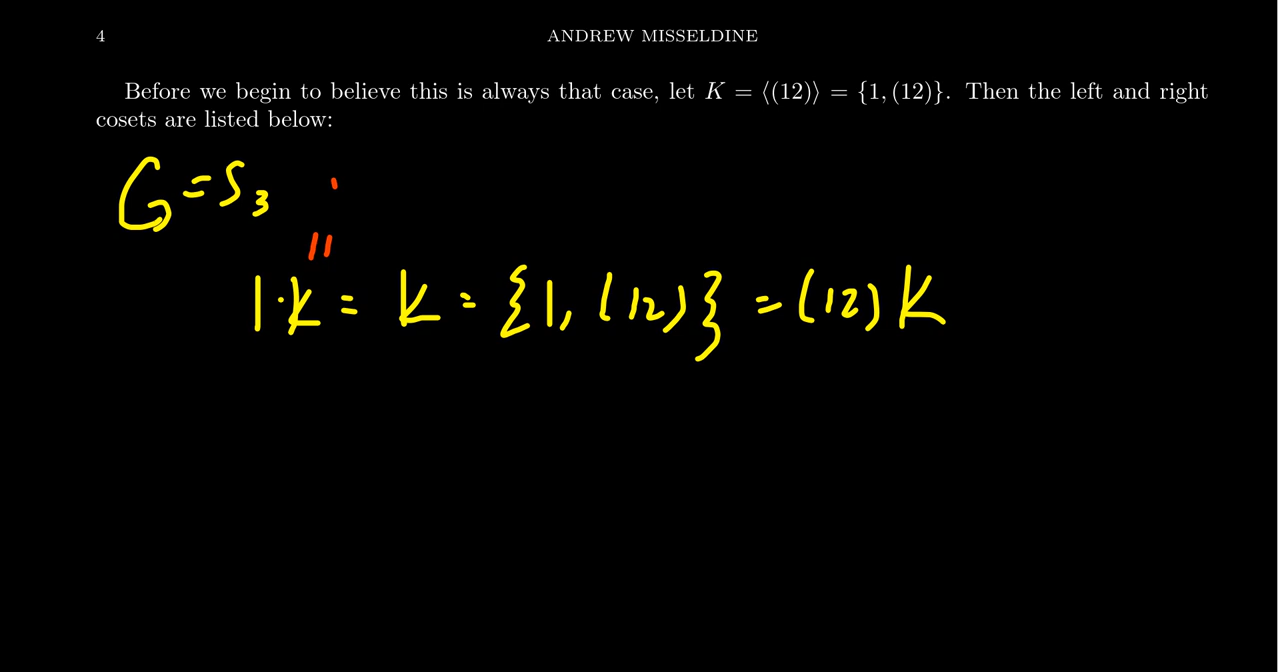 4 ANDREW MISSELDINE
Before we begin to believe this is always that case, let K = ⟨(12)⟩ = {1, (12)}. Then the left and right
cosets are listed below:
G = S₃
1·K = K = {1, (12)} = (12) K